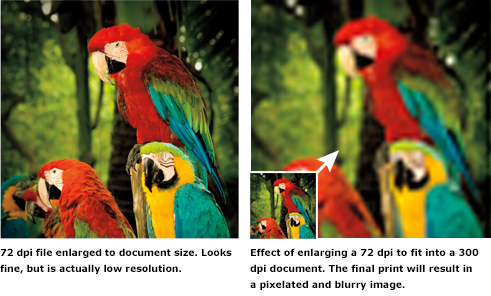 72 dpi file enlarged to document size. Looks
fine, but is actually low resolution.
Effect of enlarging a 72 dpi to fit into a 300
dpi document. The final print will result in
a pixelated and blurry image.